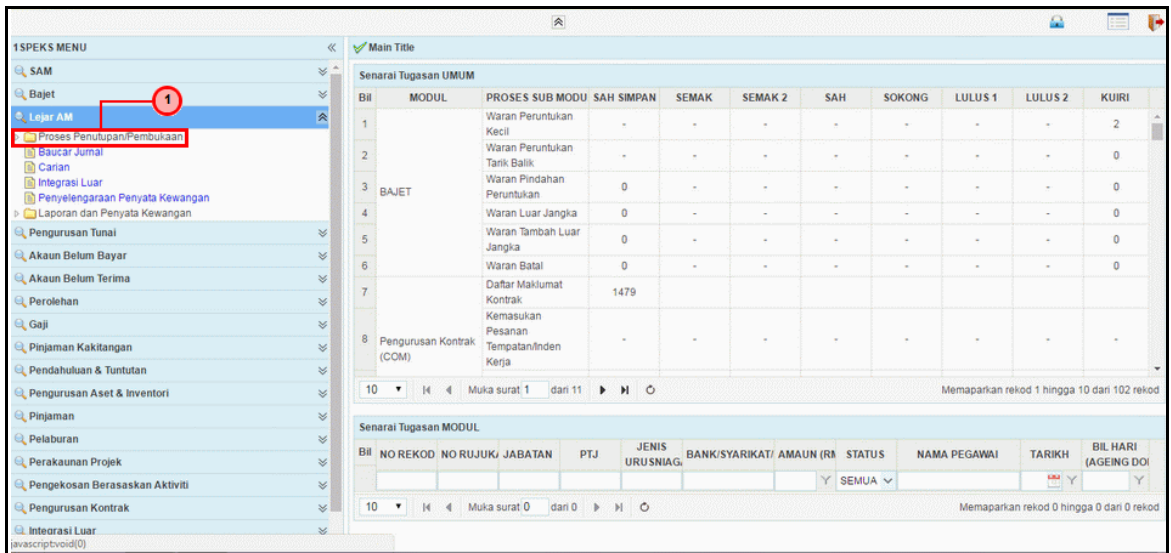 1SPEKS MENU
Main Title
SAM
Bajet
1
Lejar AM
Proses Penutupan/Pembukaan
Baucar Jurnal
Carian
Integrasi Luar
Penyelengaraan Penyata Kewangan
Laporan dan Penyata Kewangan
Pengurusan Tunai
Akaun Belum Bayar
Akaun Belum Terima
Perolehan
Gaji
Pinjaman Kakitangan
Pendahuluan & Tuntutan
Pengurusan Aset & Inventori
Pinjaman
Pelaburan
Perakaunan Projek
Pengekosan Berasaskan Aktiviti
Pengurusan Kontrak
Integrasi Luar
javascript:void(0)
Senarai Tugasan UMUM
Bil MODUL PROSES SUB MODU SAH SIMPAN SEMAK SEMAK 2 SAH SOKONG LULUS 1 LULUS 2 KUIRI
1 Waran Peruntukan Kecil - - - - - - - 2
2 Waran Peruntukan Tarik Balik - - - - - - - 0
3 BAJET Waran Pindahan Peruntukan 0 - - - - - - 0
4 Waran Luar Jangka 0 - - - - - - 0
5 Waran Tambah Luar Jangka 0 - - - - - - 0
6 Waran Batal 0 - - - - - - 0
7 Daftar Maklumat Kontrak 1479
8 Pengurusan Kontrak (COM) Kemasukan Pesanan Tempatan/Inden Kerja - - - - - - - -
10 Muka surat 1 dari 11 Memaparkan rekod 1 hingga 10 dari 102 rekod
Senarai Tugasan MODUL
Bil NO REKOD NO RUJUK JABATAN PTJ JENIS URUSNIAG BANK/SYARIKAT/ AMAUN (RM STATUS NAMA PEGAWAI TARIKH BIL HARI (AGEING DO
SEMUA
10 Muka surat 0 dari 0 Memaparkan rekod 0 hingga 0 dari 0 rekod